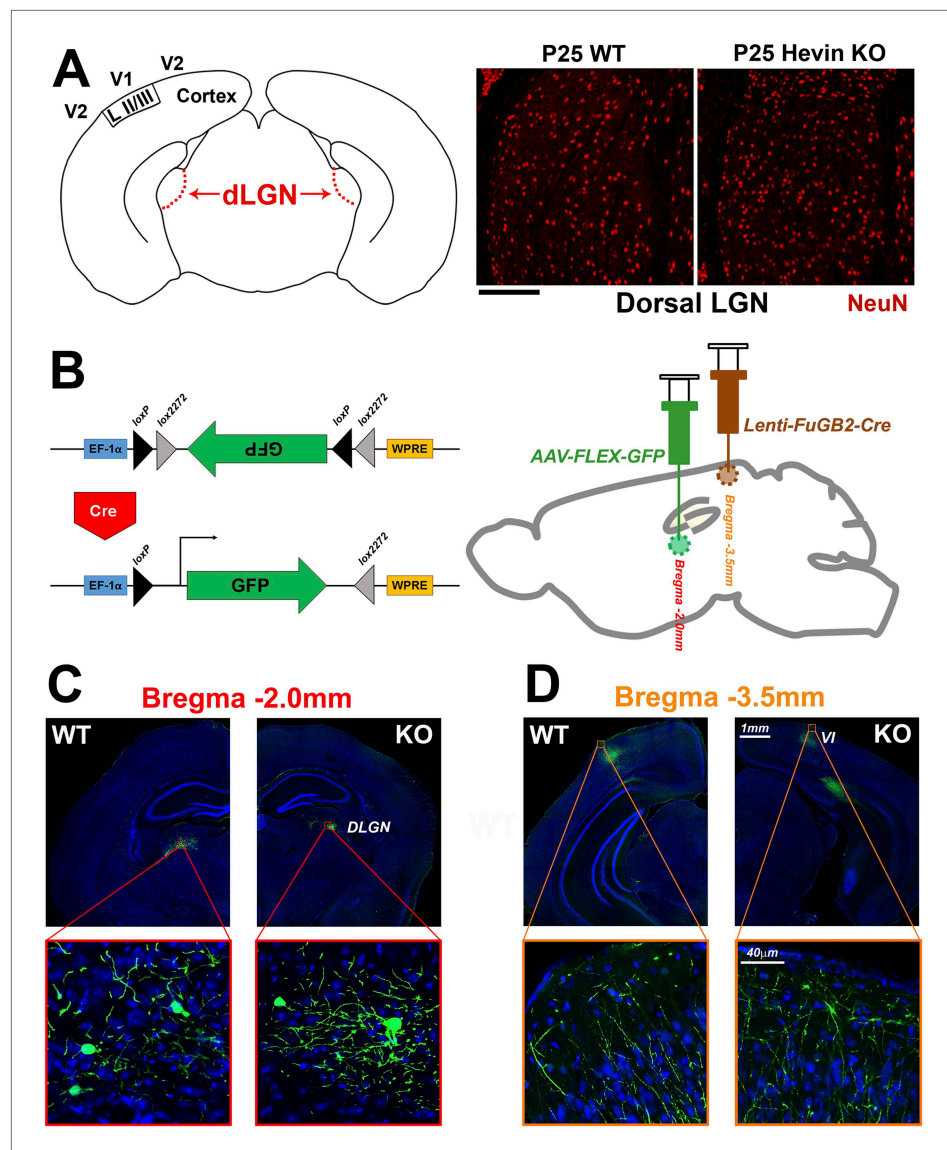 A
V2
V1
V2
L II/III
Cortex
dLGN
P25 WT
P25 Hevin KO
Dorsal LGN
NeuN
B
loxP
lox2272
loxP
lox2272
EF-1α
GFP
WPRE
Cre
loxP
lox2272
EF-1α
GFP
WPRE
Lenti-FuGB2-Cre
AAV-FLEX-GFP
Bregma -3.5mm
Bregma -2.0mm
C
Bregma -2.0mm
WT
KO
DLGN
D
Bregma -3.5mm
WT
1mm
VI
KO
WT
40µm